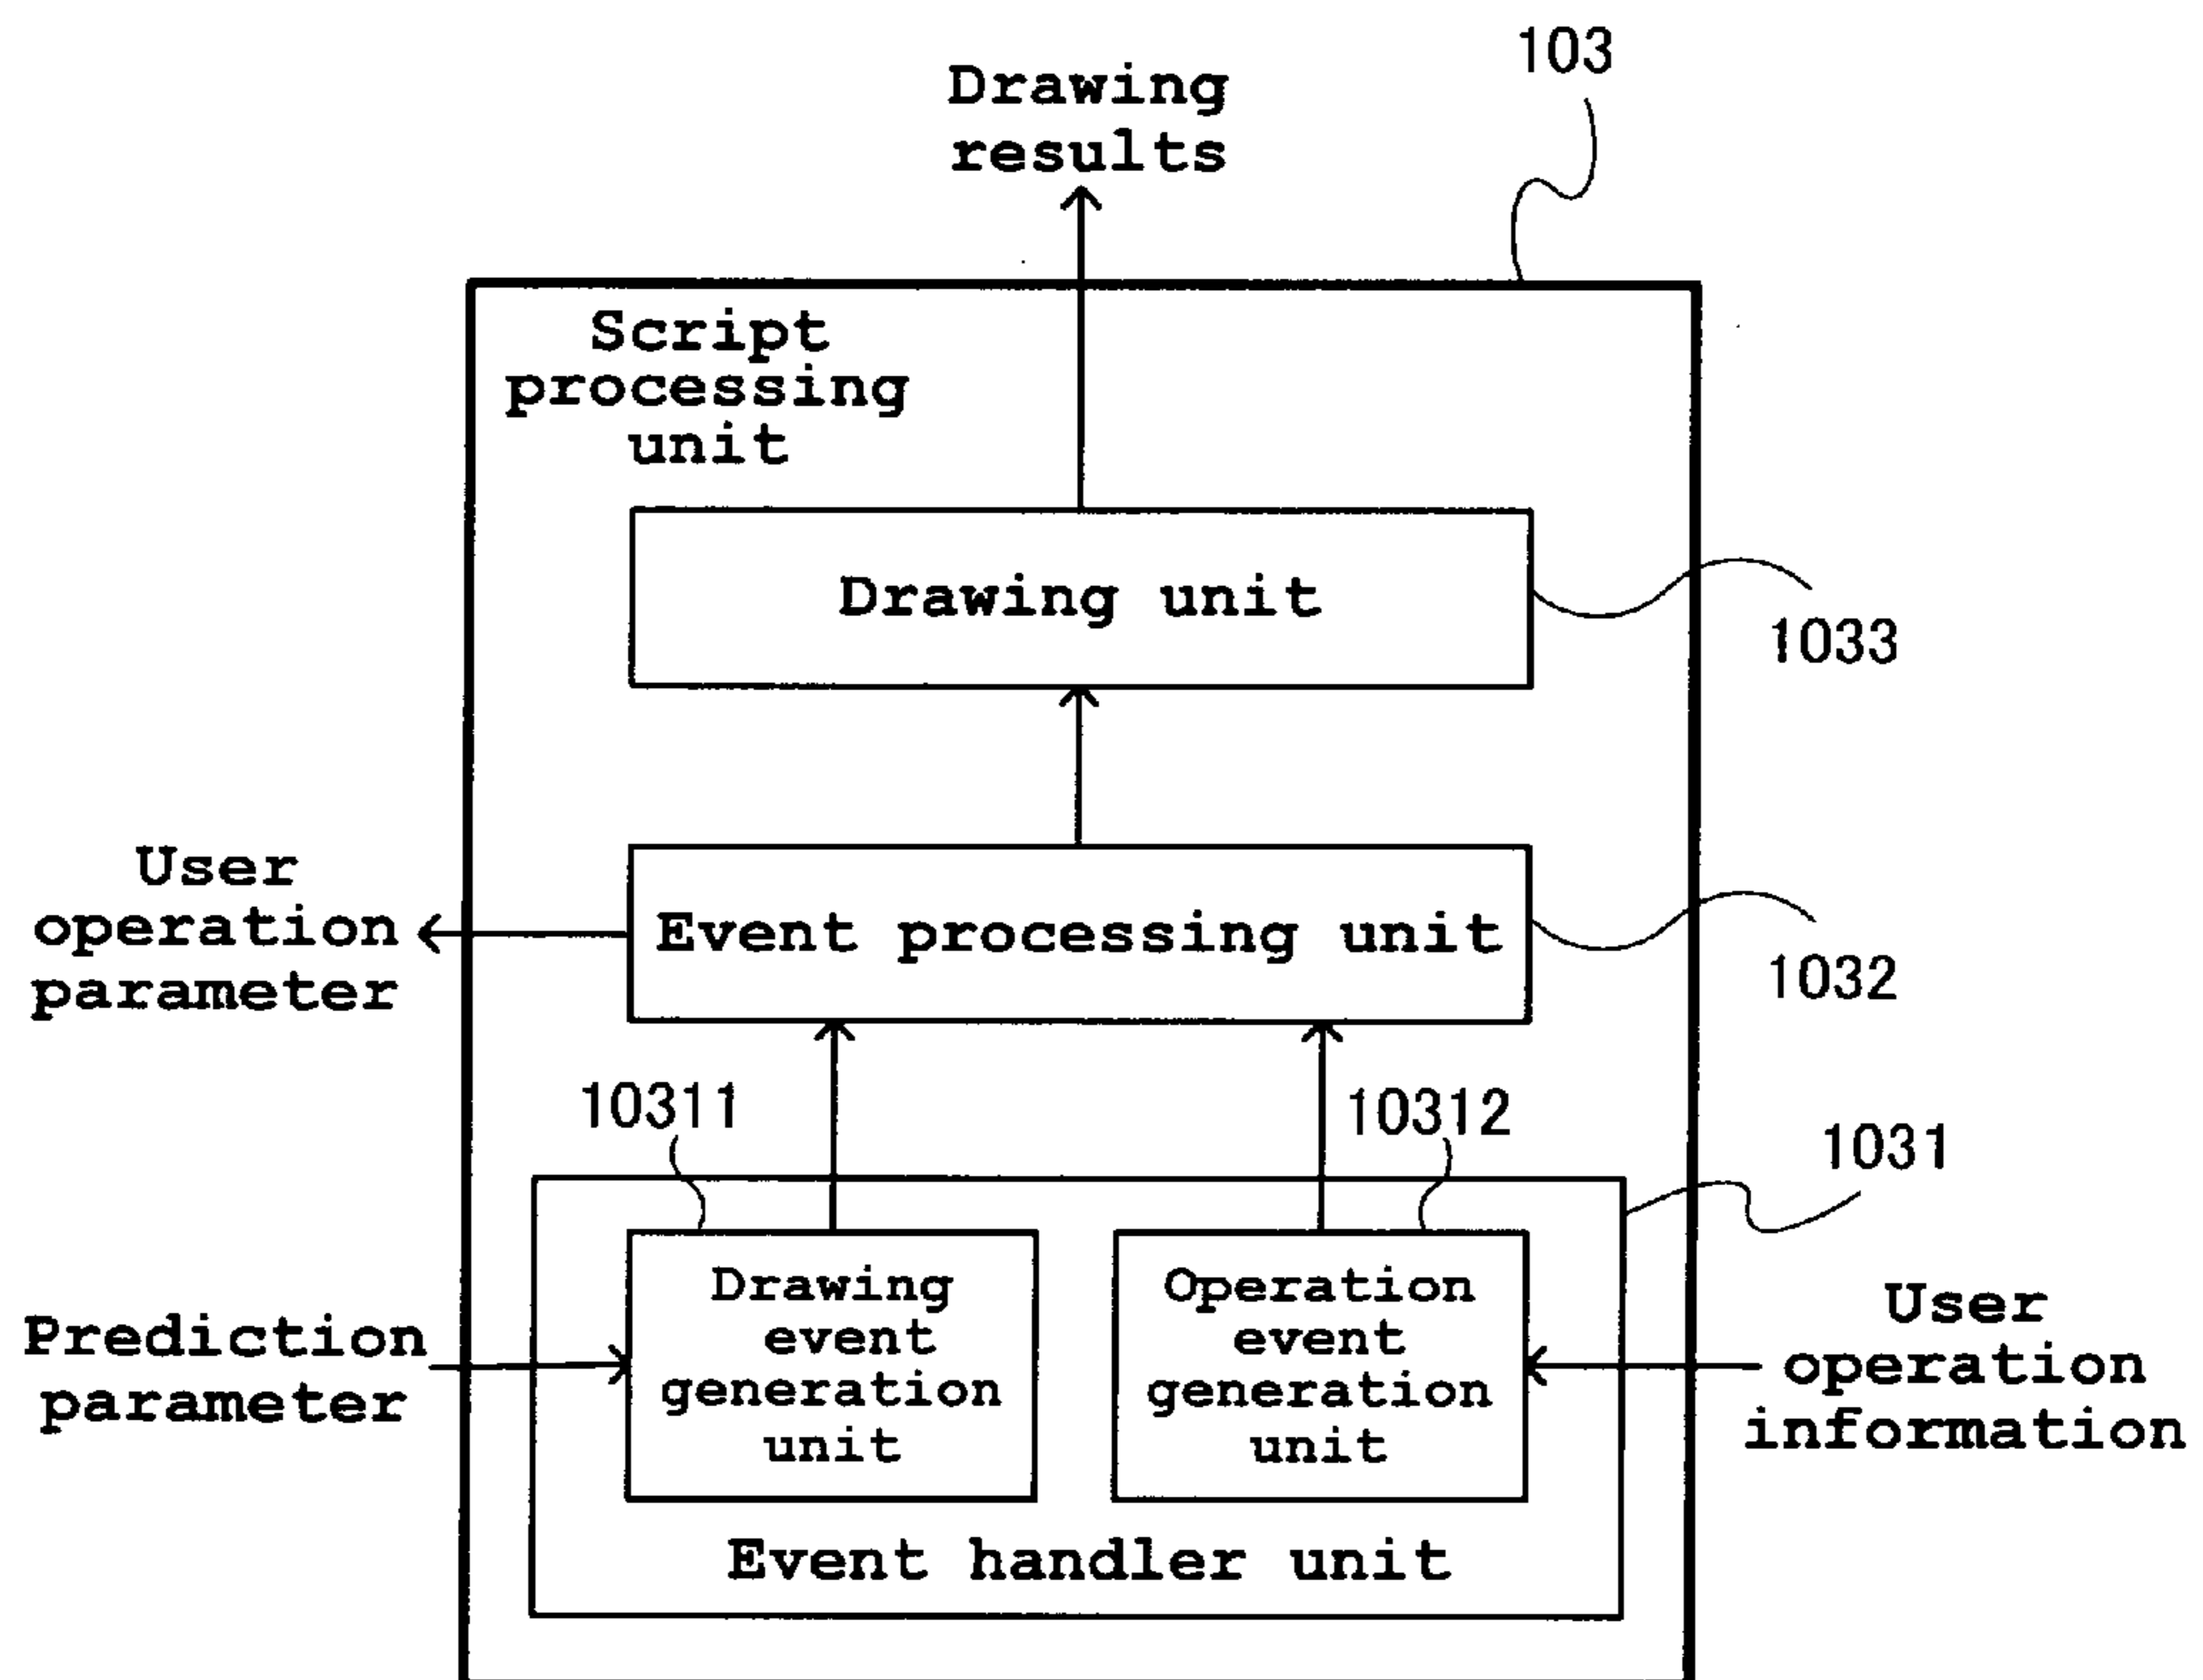 103
Drawing
results
Script
processing
unit
Drawing unit
1033
User
operation
parameter
Event processing unit
1032
10311
10312
1031
Prediction
parameter
Drawing
event
generation
unit
Operation
event
generation
unit
User
operation
information
Event handler unit